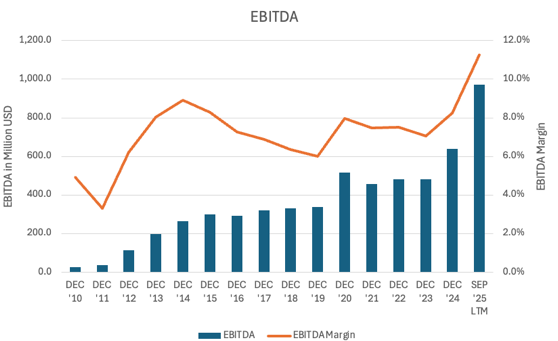 EBITDA
1,200.0
1,000.0
800.0
600.0
400.0
200.0
0.0
EBITDA in Million USD
12.0%
10.0%
8.0%
6.0%
4.0%
2.0%
0.0%
EBITDA Margin
DEC '10
DEC '11
DEC '12
DEC '13
DEC '14
DEC '15
DEC '16
DEC '17
DEC '18
DEC '19
DEC '20
DEC '21
DEC '22
DEC '23
DEC '24
SEP '25 LTM
EBITDA
EBITDA Margin